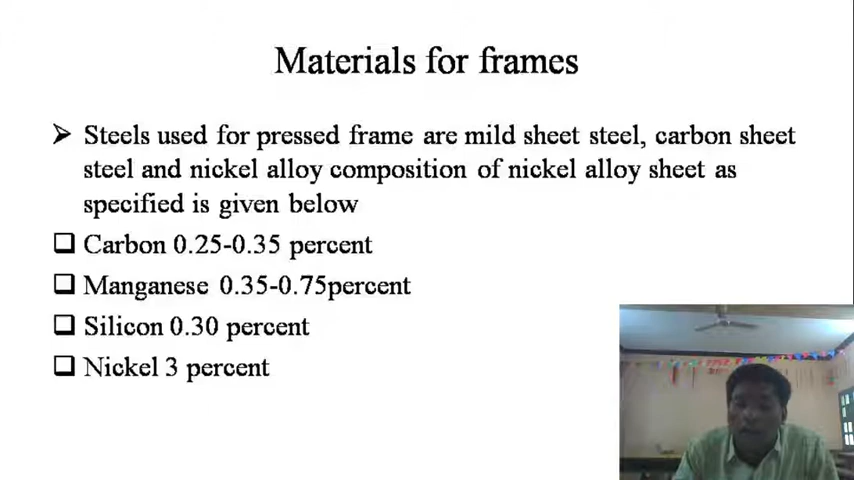 Materials for frames
Steels used for pressed frame are mild sheet steel, carbon sheet
steel and nickel alloy composition of nickel alloy sheet as
specified is given below
Carbon 0.25-0.35 percent
Manganese 0.35-0.75percent
Silicon 0.30 percent
Nickel 3 percent